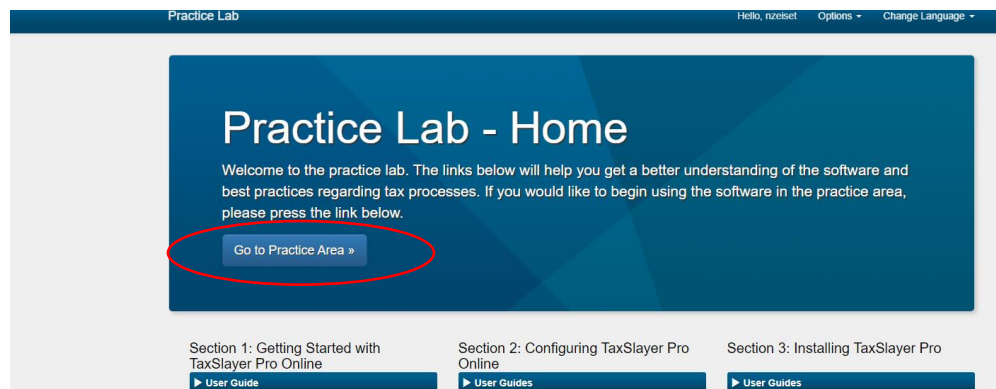 Practice Lab
Hello, nzeiset
Options
Change Language
Practice Lab - Home
Welcome to the practice lab. The links below will help you get a better understanding of the software and
best practices regarding tax processes. If you would like to begin using the software in the practice area,
please press the link below.
Go to Practice Area »
Section 1: Getting Started with
TaxSlayer Pro Online
User Guide
Section 2: Configuring TaxSlayer Pro
Online
User Guides
Section 3: Installing TaxSlayer Pro
User Guides